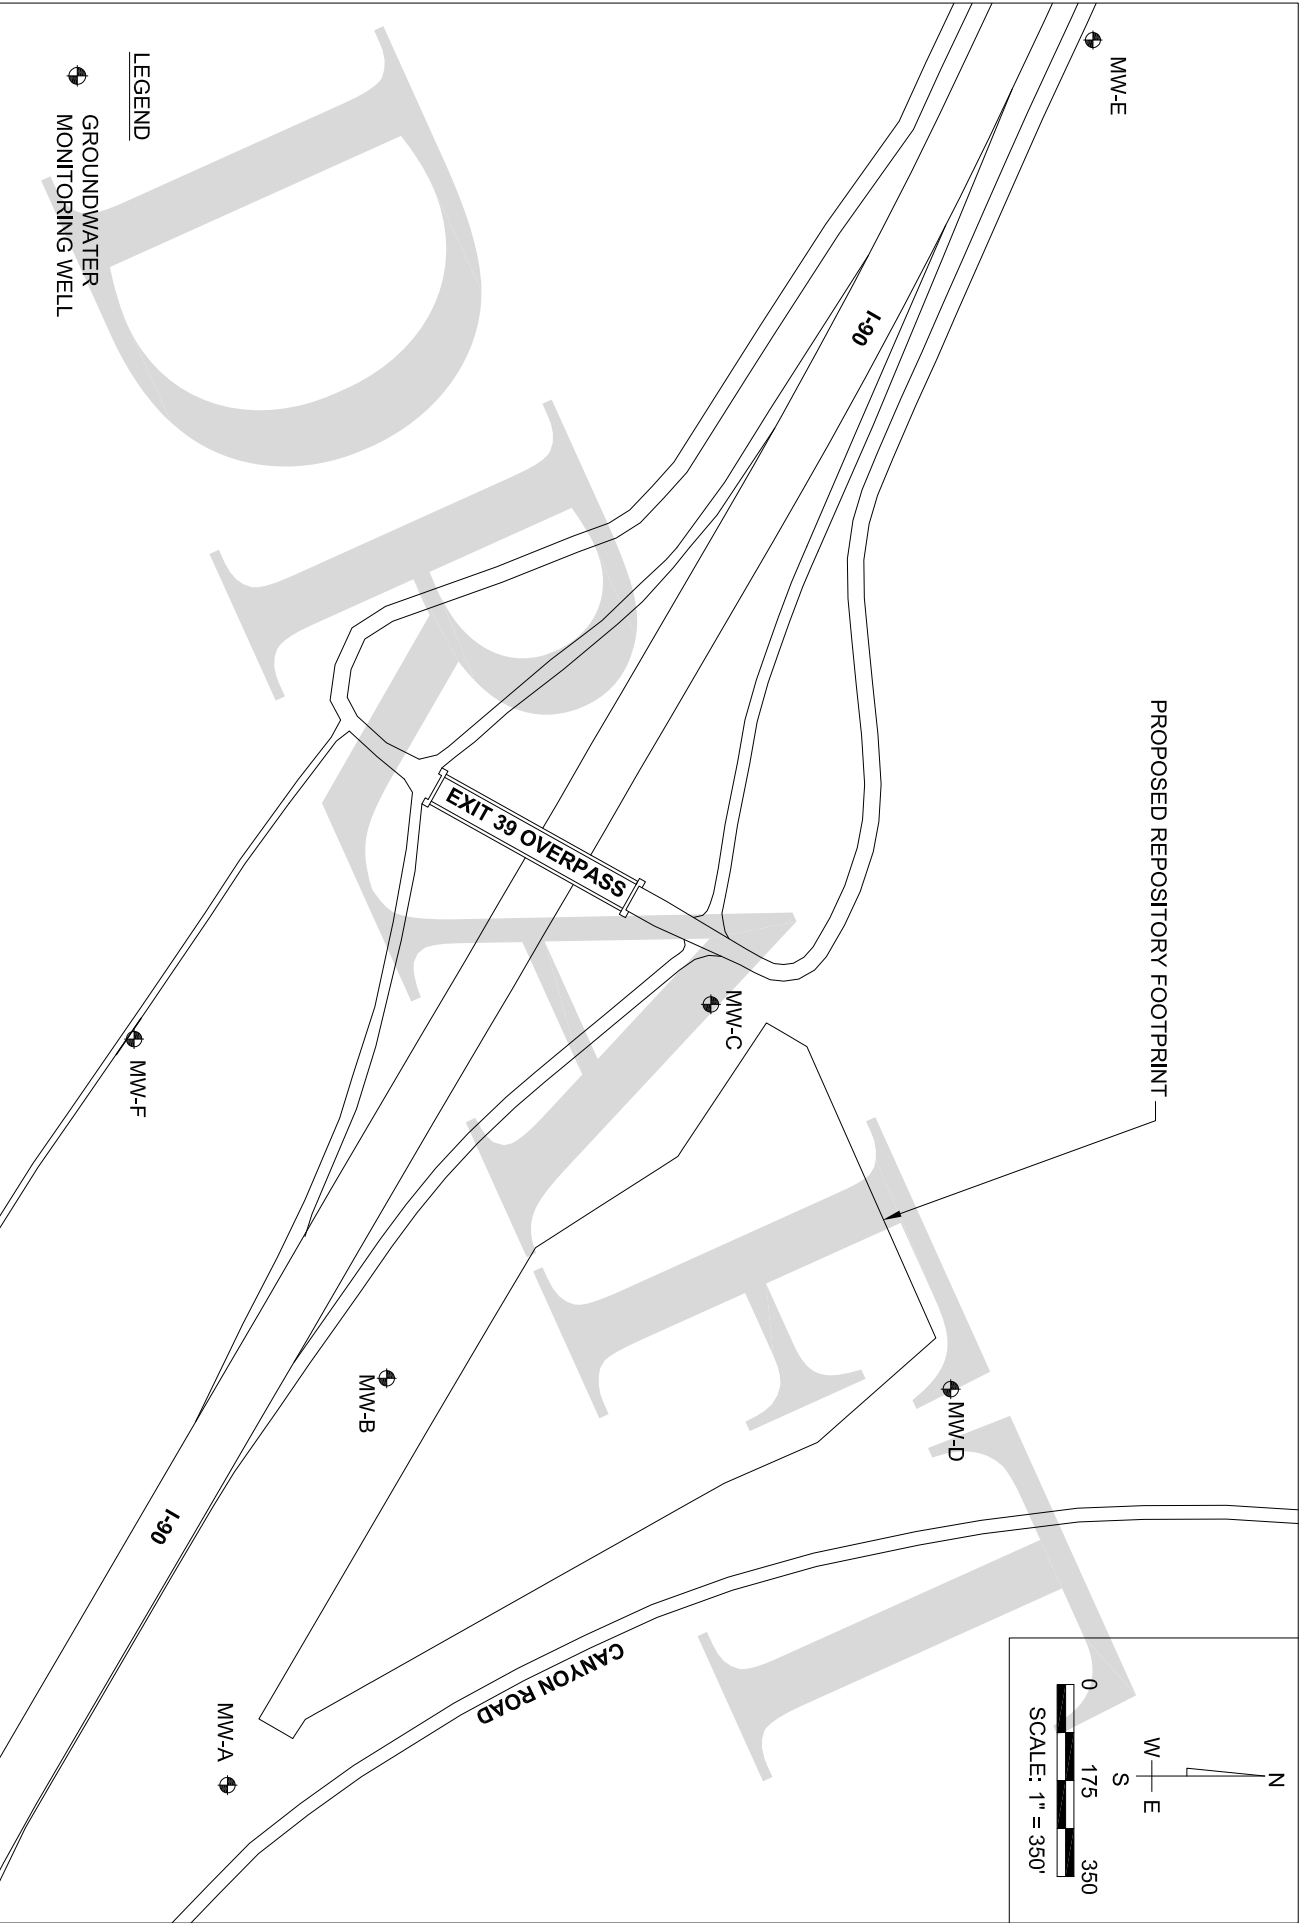 MW-E
LEGEND
GROUNDWATER
MONITORING WELL
I-90
PROPOSED REPOSITORY FOOTPRINT
EXIT 39 OVERPASS
MW-C
MW-F
MW-D
MW-B
I-90
CANYON ROAD
MW-A
N
W
E
S
0
175
350
SCALE: 1" = 350'
DRAFT